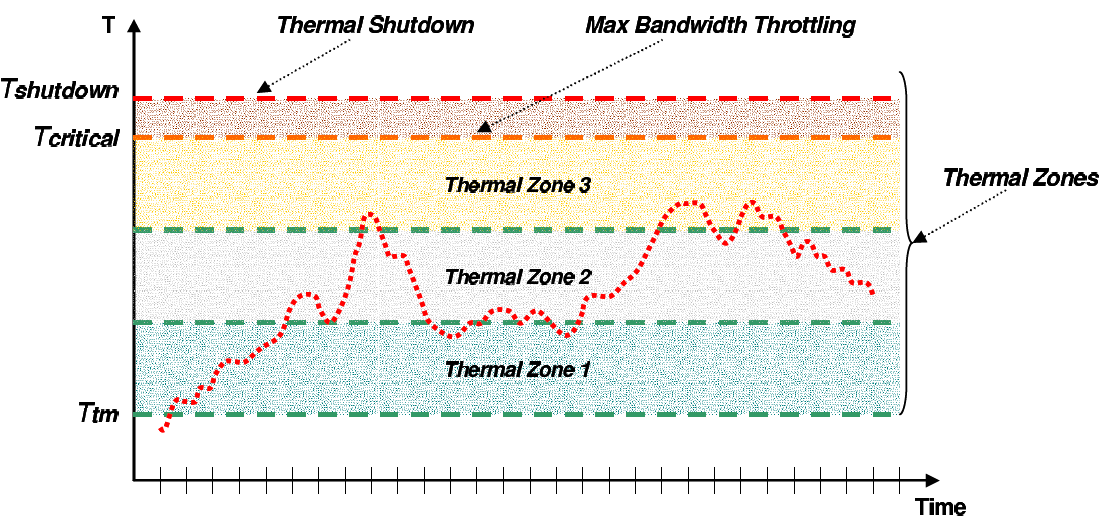 T
Thermal Shutdown
Max Bandwidth Throttling
Tshutdown
Tcritical
Thermal Zone 3
Thermal Zones
Thermal Zone 2
Thermal Zone 1
Ttm
Time